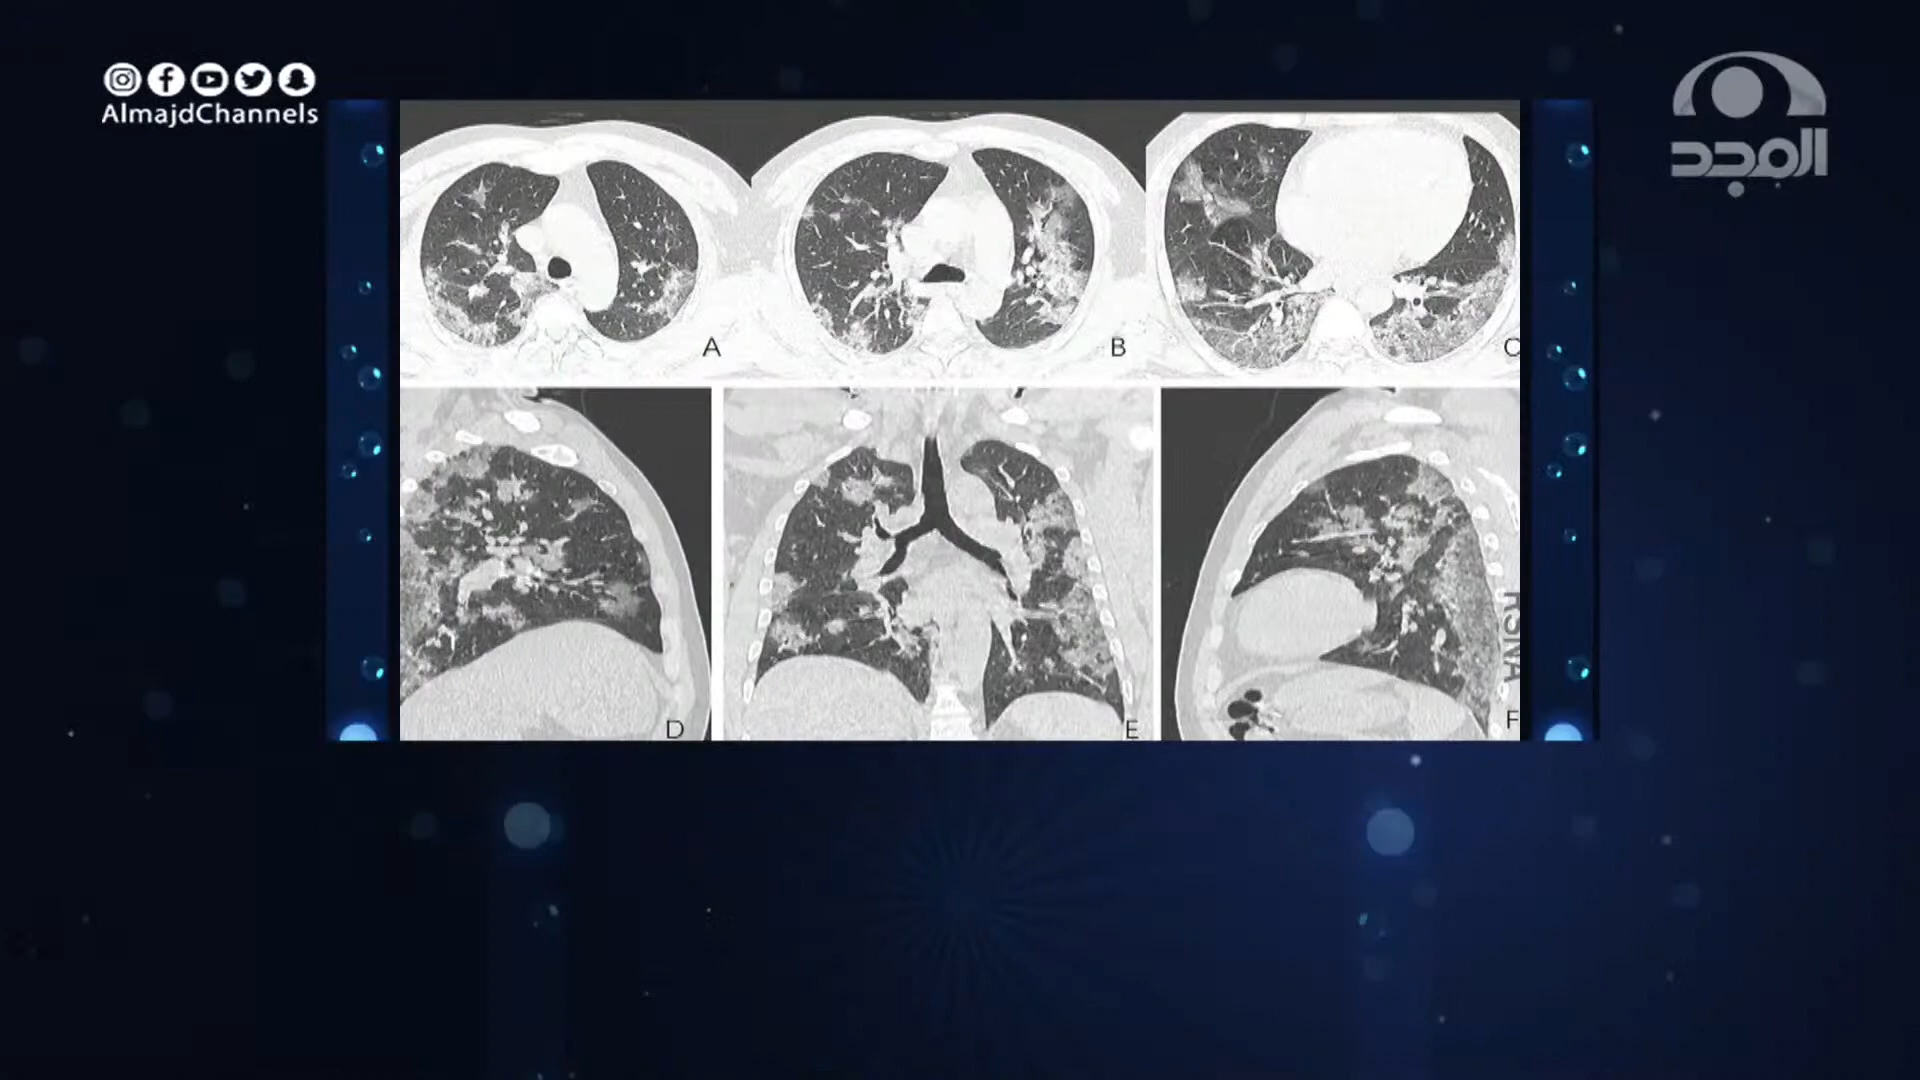 AlmajdChannels
المجد
A
B
C
D
E
F
RSNA